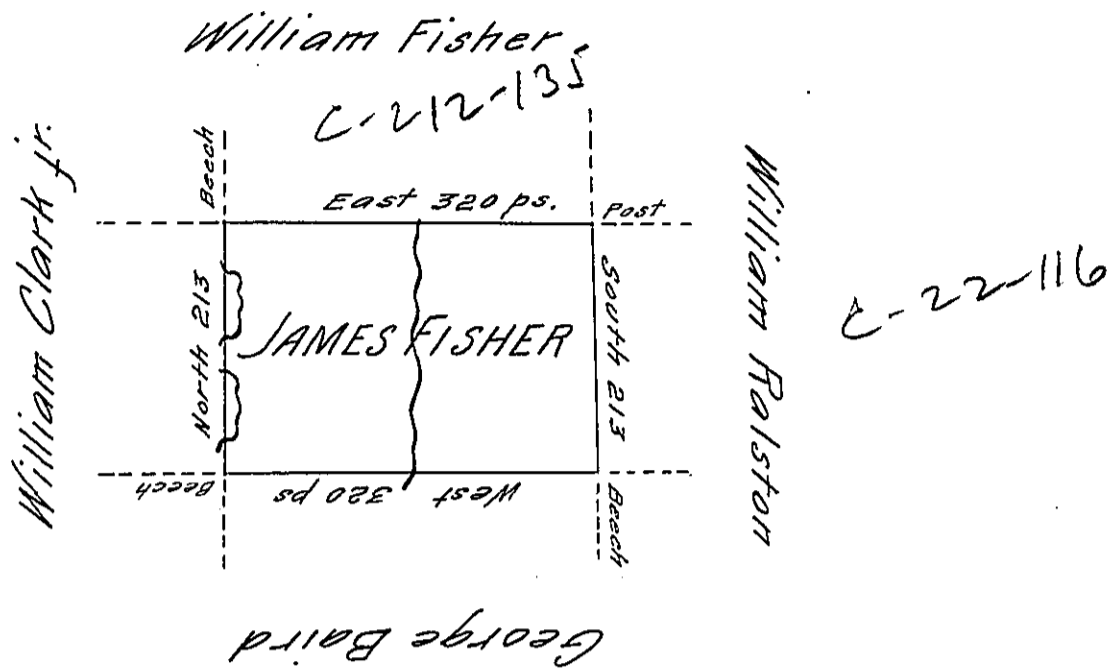 William Fisher
C-212-135
William Clark jr.
Beech
East 320 ps.
Post
North 213
JAMES FISHER
South 213
William Ralston
C-22-116
Beech
West 320 ps
Beech
George Baird